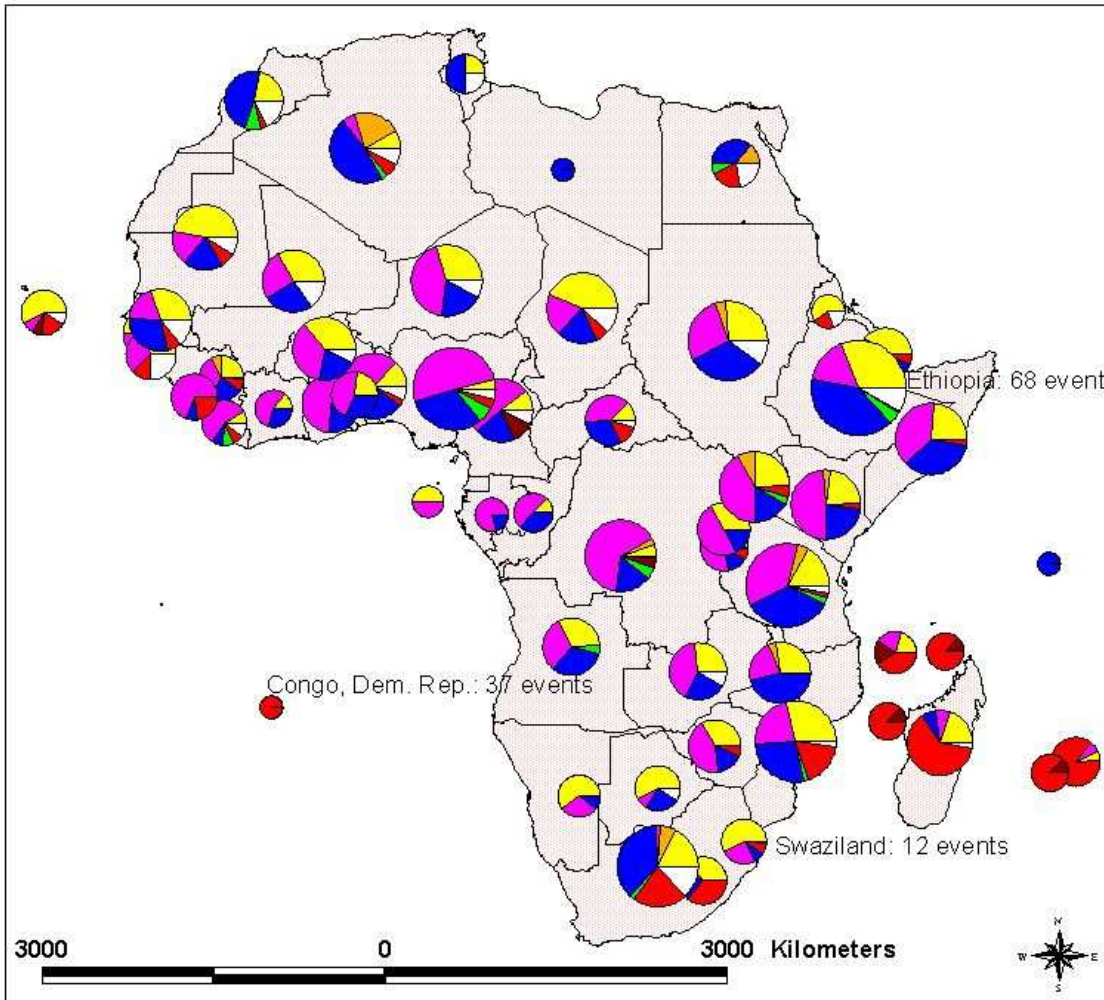 Ethiopia: 68 event
Congo, Dem. Rep.: 37 events
Swaziland: 12 events
3000 0 3000 Kilometers
N
W E
S